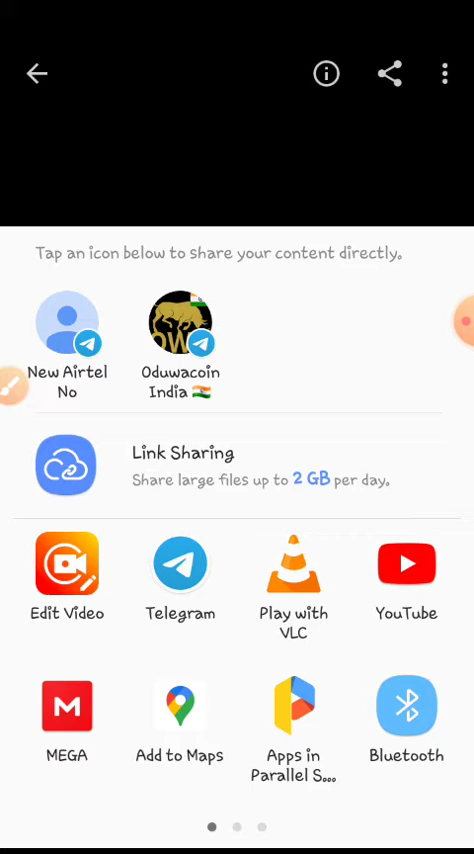 Tap an icon below to share your content directly.
New Airtel
No
Oduwacoin
India 🇮🇳
Link Sharing
Share large files up to 2 GB per day.
Edit Video
Telegram
Play with
VLC
YouTube
MEGA
Add to Maps
Apps in
Parallel S...
Bluetooth